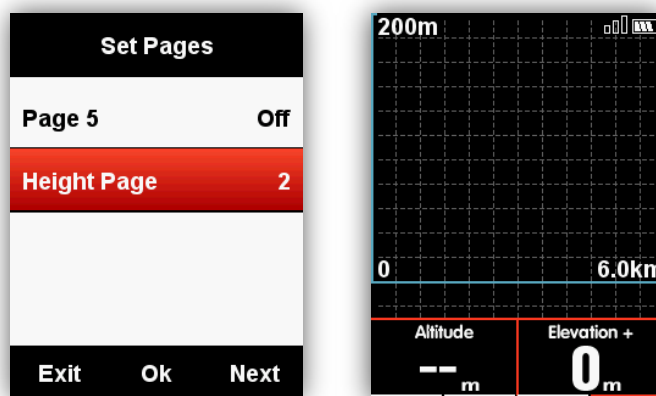 Set Pages
Page 5 Off
Height Page 2
Exit Ok Next
200m
0 6.0km
Altitude Elevation +
-- m 0 m